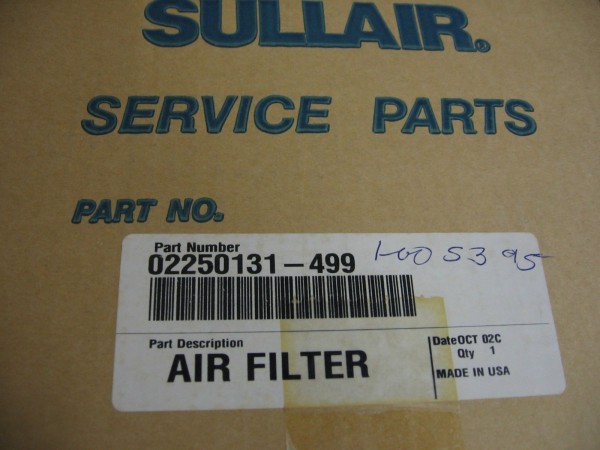 SULLAIR®
SERVICE PARTS
PART NO.
Part Number
02250131-499
Part Description
AIR FILTER
Date OCT 02C
Qty 1
MADE IN USA